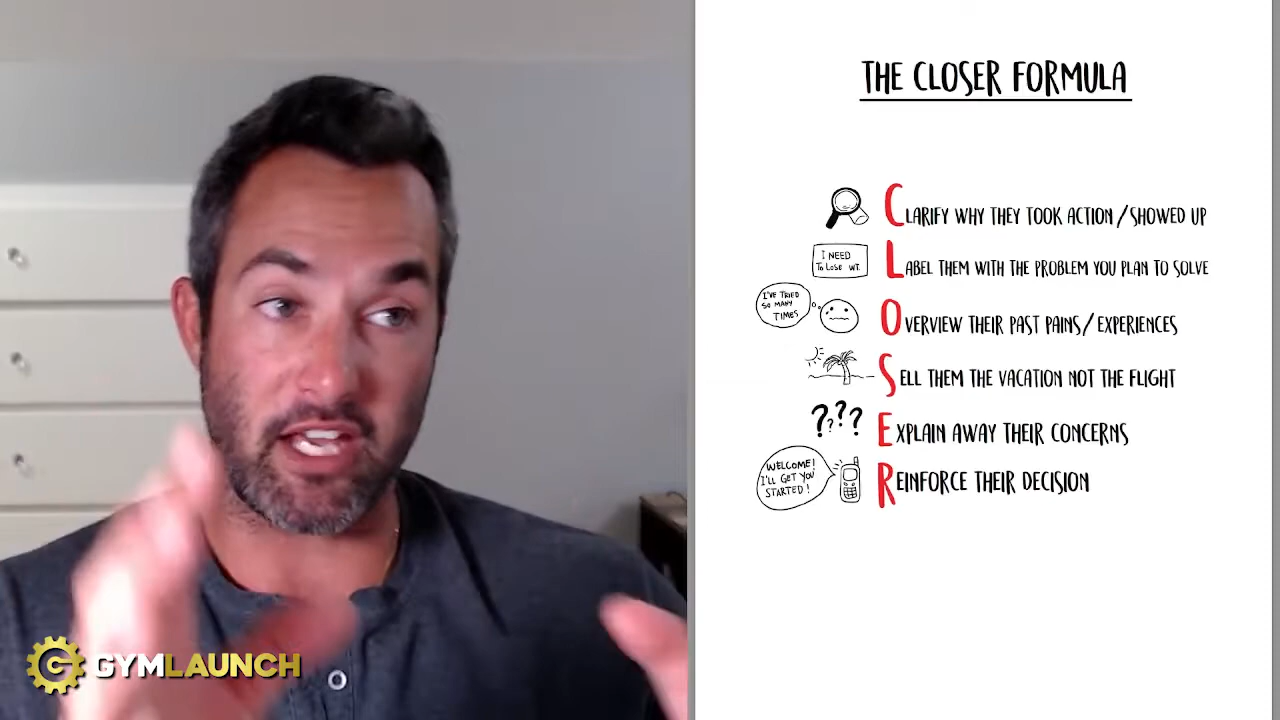 THE CLOSER FORMULA
CLARIFY WHY THEY TOOK ACTION/SHOWED UP
I NEED
TO LOSE WT.
LABEL THEM WITH THE PROBLEM YOU PLAN TO SOLVE
I'VE TRIED
SO MANY
TIMES
OVERVIEW THEIR PAST PAINS/EXPERIENCES
SELL THEM THE VACATION NOT THE FLIGHT
????
EXPLAIN AWAY THEIR CONCERNS
WELCOME!
I'LL GET YOU
STARTED!
REINFORCE THEIR DECISION
G GYMLAUNCH